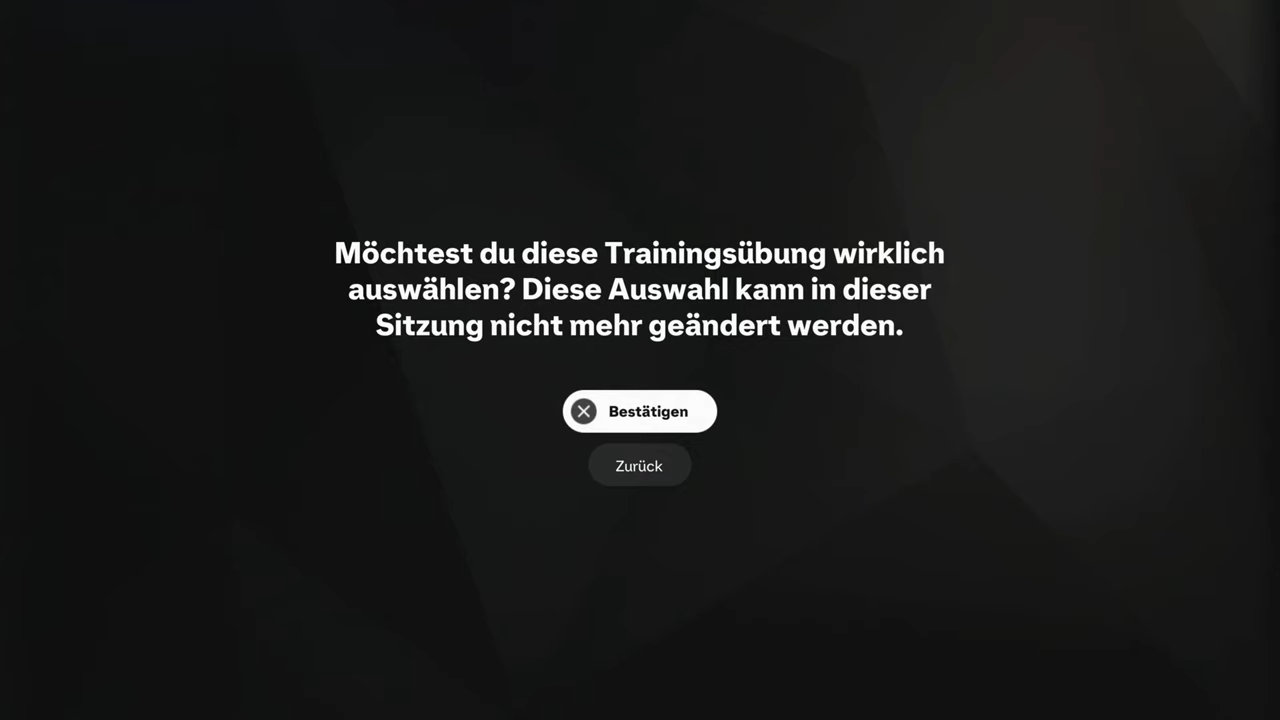 Möchtest du diese Trainingsübung wirklich
auswählen? Diese Auswahl kann in dieser
Sitzung nicht mehr geändert werden.
Bestätigen
Zurück